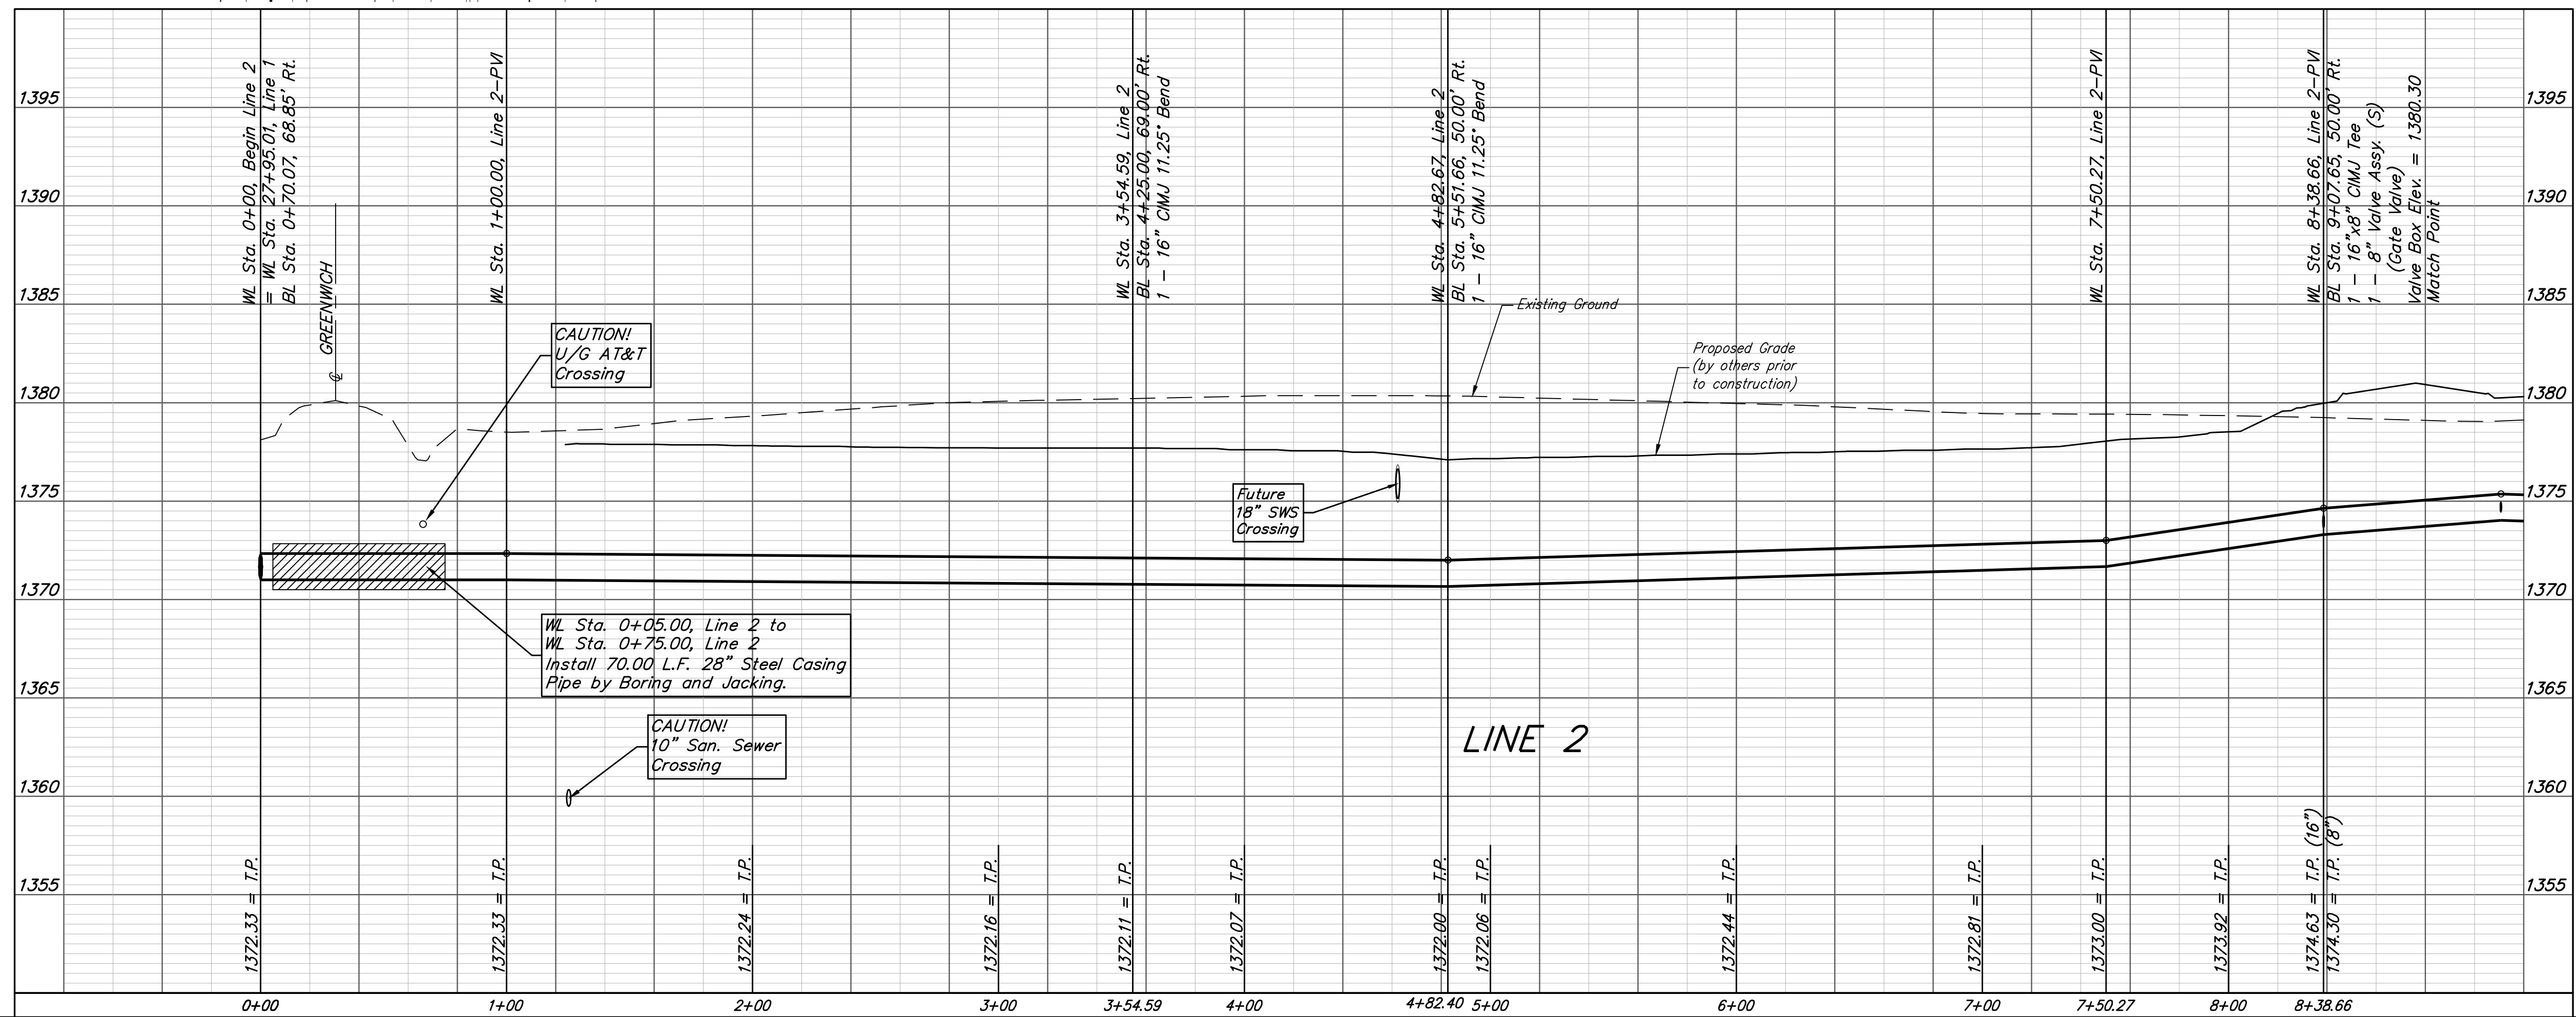 WL Sta. 0+00, Begin Line 2
= WL Sta. 27+95.01, Line 1
BL Sta. 0+70.07, 68.85' Rt.
GREENWICH
WL Sta. 1+00.00, Line 2-PVI
WL Sta. 3+54.59, Line 2
BL Sta. 4+25.00, 69.00' Rt.
1 - 16" CIMJ 11.25° Bend
WL Sta. 4+82.67, Line 2
BL Sta. 5+51.66, 50.00' Rt.
1 - 16" CIMJ 11.25° Bend
WL Sta. 7+50.27, Line 2-PVI
WL Sta. 8+38.66, Line 2-PVI
BL Sta. 9+07.65, 50.00' Rt.
1 - 16"x8" CIMJ Tee
1 - 8" Valve Assy. (S)
(Gate Valve)
Valve Box Elev. = 1380.30
Match Point
1395
1390
1385
1380
1375
1370
1365
1360
1355
1395
1390
1385
1380
1375
1370
1365
1360
1355
CAUTION!
U/G AT&T
Crossing
Existing Ground
Proposed Grade
(by others prior
to construction)
Future
18" SWS
Crossing
WL Sta. 0+05.00, Line 2 to
WL Sta. 0+75.00, Line 2
Install 70.00 L.F. 28" Steel Casing
Pipe by Boring and Jacking.
CAUTION!
10" San. Sewer
Crossing
LINE 2
1372.33 = T.P.
1372.33 = T.P.
1372.24 = T.P.
1372.16 = T.P.
1372.11 = T.P.
1372.07 = T.P.
1372.00 = T.P.
1372.06 = T.P.
1372.44 = T.P.
1372.81 = T.P.
1373.00 = T.P.
1373.92 = T.P.
1374.63 = T.P. (16")
1374.30 = T.P. (8")
0+00 1+00 2+00 3+00 3+54.59 4+00 4+82.40 5+00 6+00 7+00 7+50.27 8+00 8+38.66